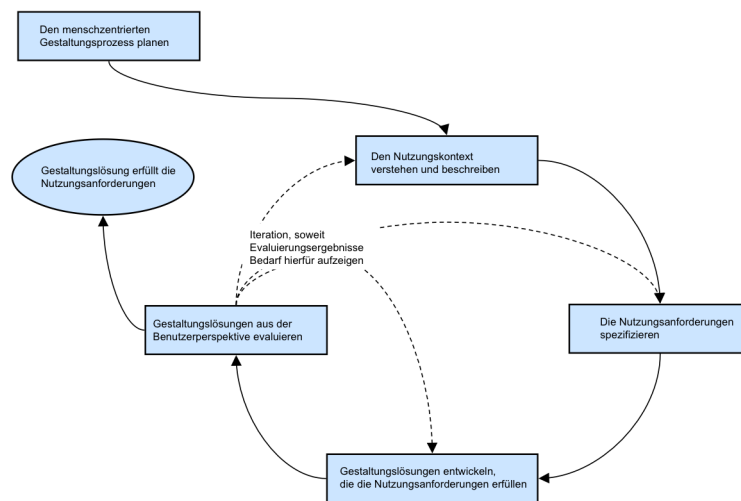 Den menschzentrierten
Gestaltungsprozess planen
Den Nutzungskontext
verstehen und beschreiben
Gestaltungslösung erfüllt die
Nutzungsanforderungen
Iteration, soweit
Evaluierungsergebnisse
Bedarf hierfür aufzeigen
Gestaltungslösungen aus der
Benutzerperspektive evaluieren
Die Nutzungsanforderungen
spezifizieren
Gestaltungslösungen entwickeln,
die die Nutzungsanforderungen erfüllen